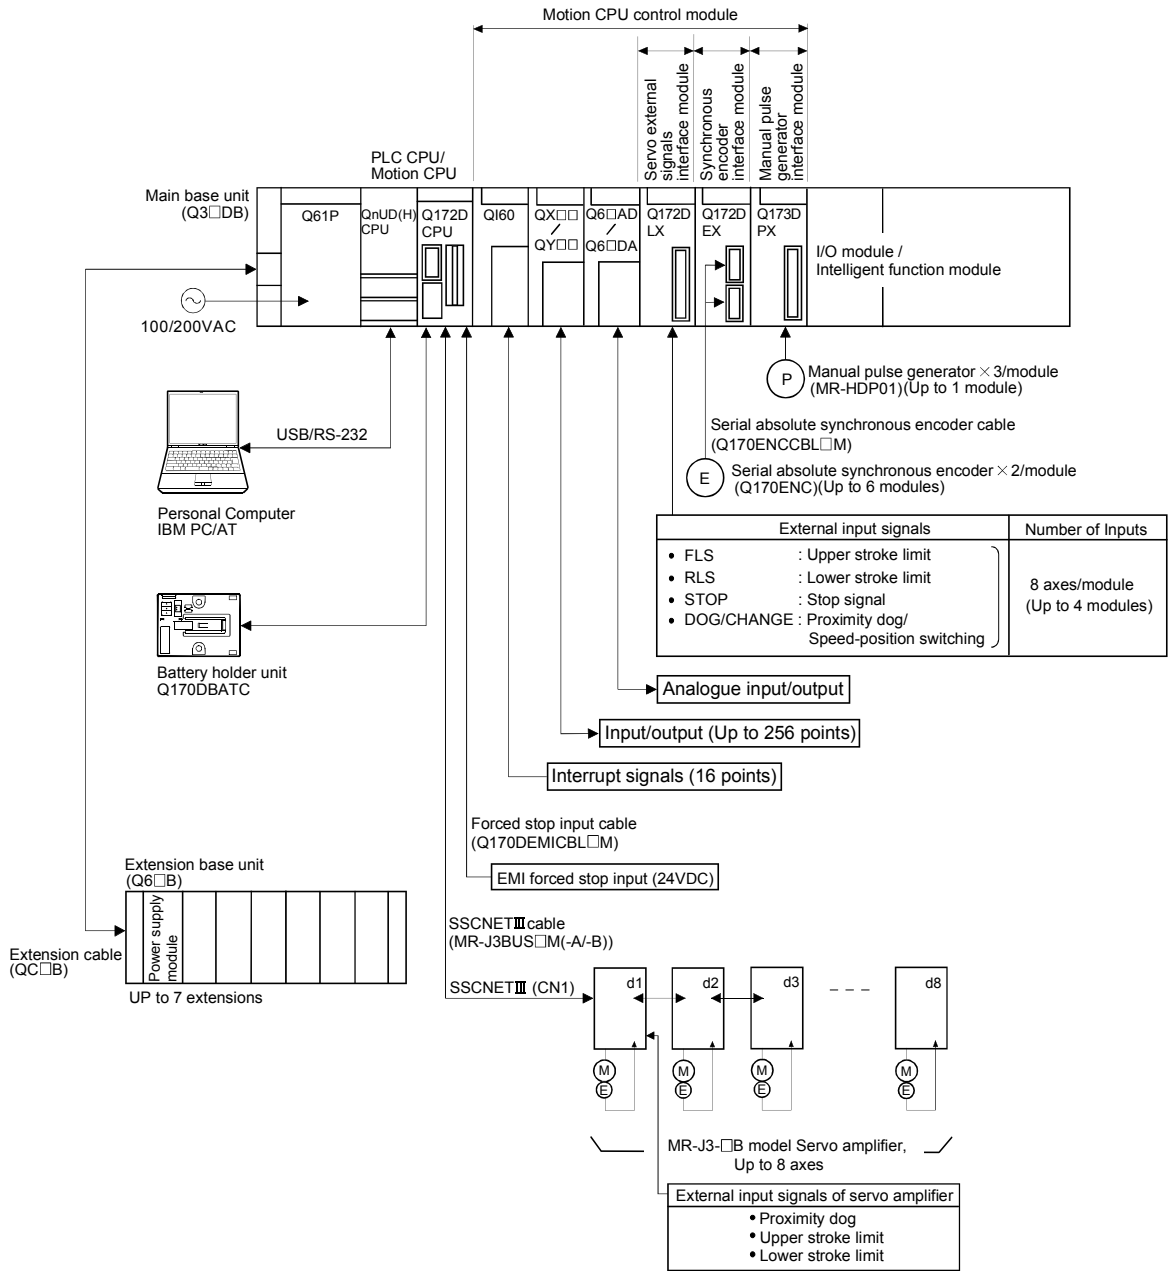 Motion CPU control module
Servo external
signals
interface module
Synchronous
encoder
interface module
Manual pulse
generator
interface module
PLC CPU/
Motion CPU
Main base unit
(Q3□DB)
Q61P
QnUD(H)
CPU
Q172D
CPU
QI60
QX□□
/
QY□□
Q6□AD
/
Q6□DA
Q172D
LX
Q172D
EX
Q173D
PX
I/O module /
Intelligent function module
100/200VAC
P
Manual pulse generator × 3/module
(MR-HDP01)(Up to 1 module)
USB/RS-232
Serial absolute synchronous encoder cable
(Q170ENCCBL□M)
E
Serial absolute synchronous encoder × 2/module
(Q170ENC)(Up to 6 modules)
Personal Computer
IBM PC/AT
External input signals
Number of Inputs
• FLS : Upper stroke limit
• RLS : Lower stroke limit
• STOP : Stop signal
• DOG/CHANGE : Proximity dog/
Speed-position switching
8 axes/module
(Up to 4 modules)
Battery holder unit
Q170DBATC
Analogue input/output
Input/output (Up to 256 points)
Interrupt signals (16 points)
Forced stop input cable
(Q170DEMICBL□M)
EMI forced stop input (24VDC)
Extension base unit
(Q6□B)
Power supply
module
Extension cable
(QC□B)
UP to 7 extensions
SSCNETⅢ cable
(MR-J3BUS□M(-A/-B))
SSCNETⅢ (CN1)
d1
d2
d3
d8
M
E
M
E
M
E
M
E
MR-J3-□B model Servo amplifier,
Up to 8 axes
External input signals of servo amplifier
• Proximity dog
• Upper stroke limit
• Lower stroke limit